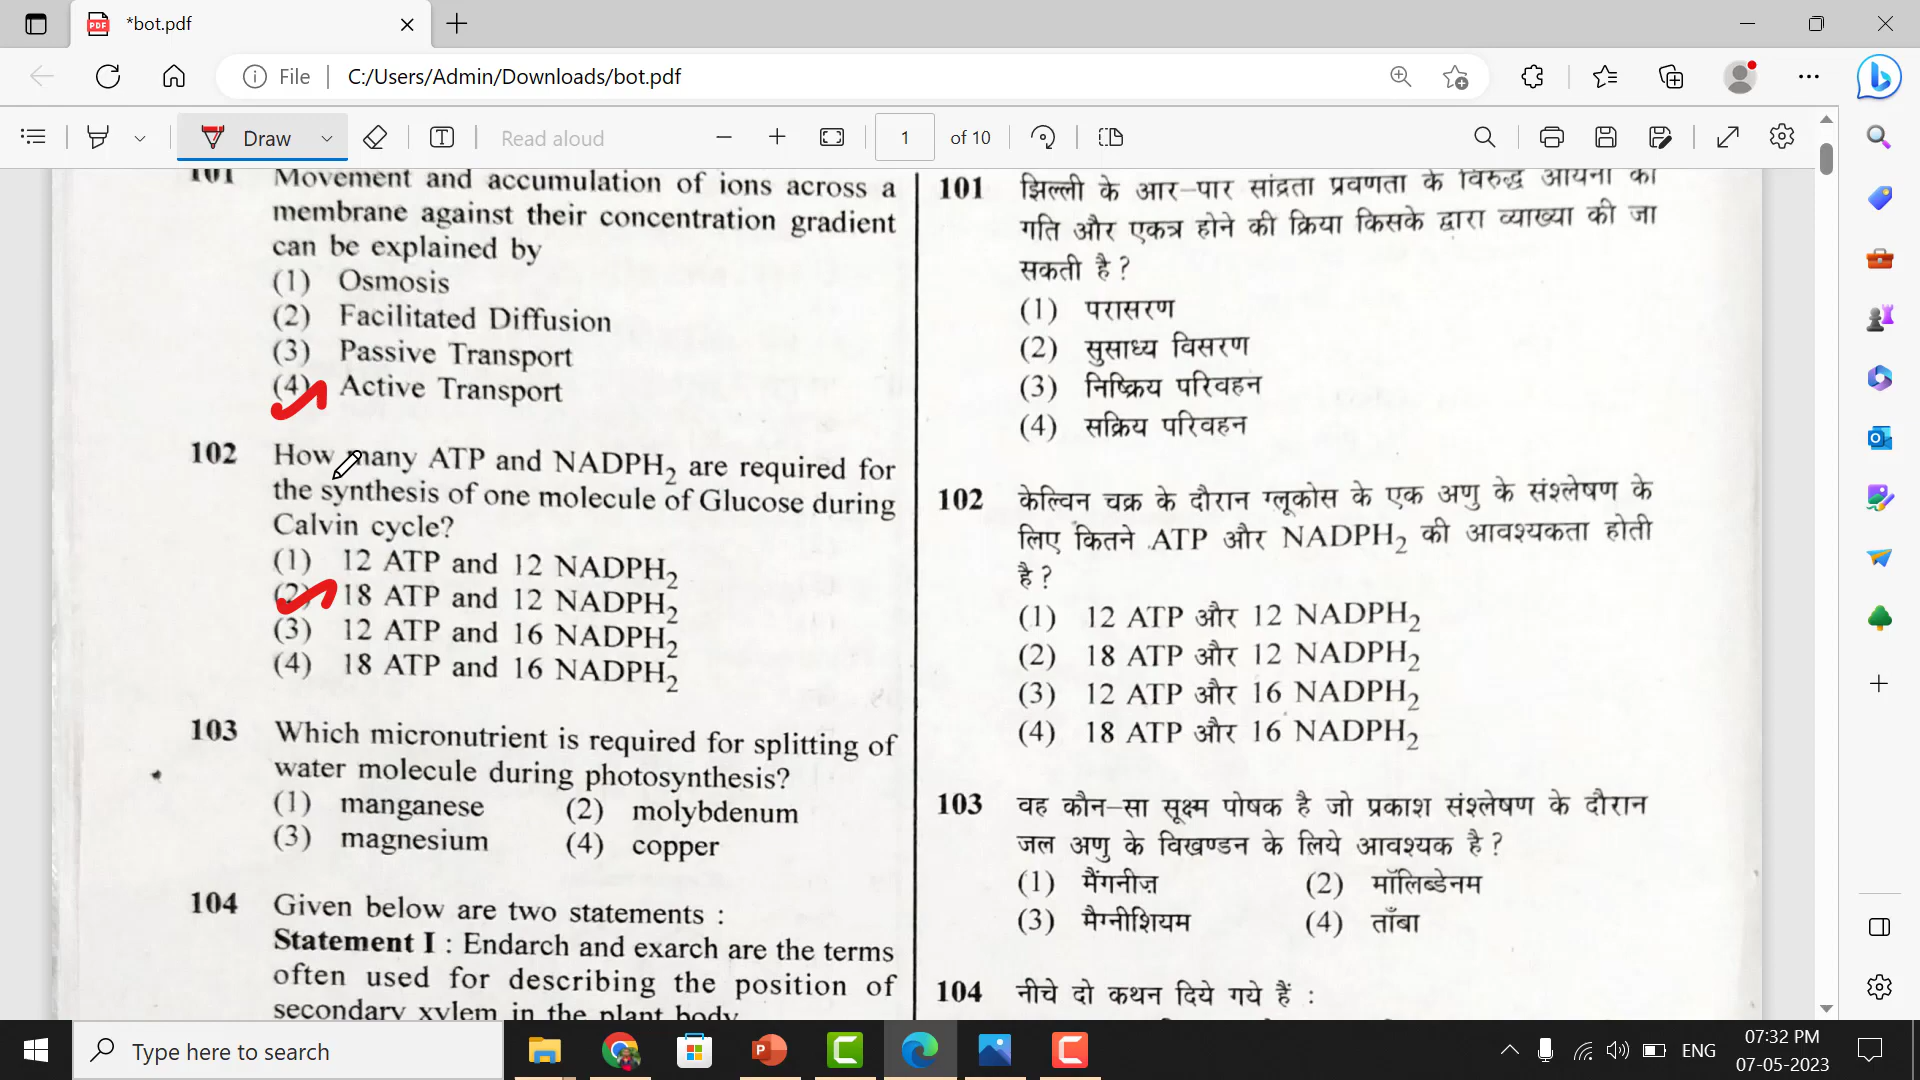 *bot.pdf
File
C:/Users/Admin/Downloads/bot.pdf
Draw
Read aloud
1
of 10
101 Movement and accumulation of ions across a
membrane against their concentration gradient
can be explained by
(1) Osmosis
(2) Facilitated Diffusion
(3) Passive Transport
(4) Active Transport
102 How many ATP and NADPH₂ are required for
the synthesis of one molecule of Glucose during
Calvin cycle?
(1) 12 ATP and 12 NADPH₂
(2) 18 ATP and 12 NADPH₂
(3) 12 ATP and 16 NADPH₂
(4) 18 ATP and 16 NADPH₂
103 Which micronutrient is required for splitting of
water molecule during photosynthesis?
(1) manganese (2) molybdenum
(3) magnesium (4) copper
104 Given below are two statements :
Statement I : Endarch and exarch are the terms
often used for describing the position of
secondary xylem in the plant body
101 झिल्ली के आर-पार सांद्रता प्रवणता के विरुद्ध आयनों की
गति और एकत्र होने की क्रिया किसके द्वारा व्याख्या की जा
सकती है ?
(1) परासरण
(2) सुसाध्य विसरण
(3) निष्क्रिय परिवहन
(4) सक्रिय परिवहन
102 केल्विन चक्र के दौरान ग्लूकोस के एक अणु के संश्लेषण के
लिए कितने ATP और NADPH₂ की आवश्यकता होती
है ?
(1) 12 ATP और 12 NADPH₂
(2) 18 ATP और 12 NADPH₂
(3) 12 ATP और 16 NADPH₂
(4) 18 ATP और 16 NADPH₂
103 वह कौन-सा सूक्ष्म पोषक है जो प्रकाश संश्लेषण के दौरान
जल अणु के विखण्डन के लिये आवश्यक है ?
(1) मैंगनीज़ (2) मॉलिब्डेनम
(3) मैग्नीशियम (4) ताँबा
104 नीचे दो कथन दिये गये हैं :
Type here to search
ENG
07:32 PM
07-05-2023